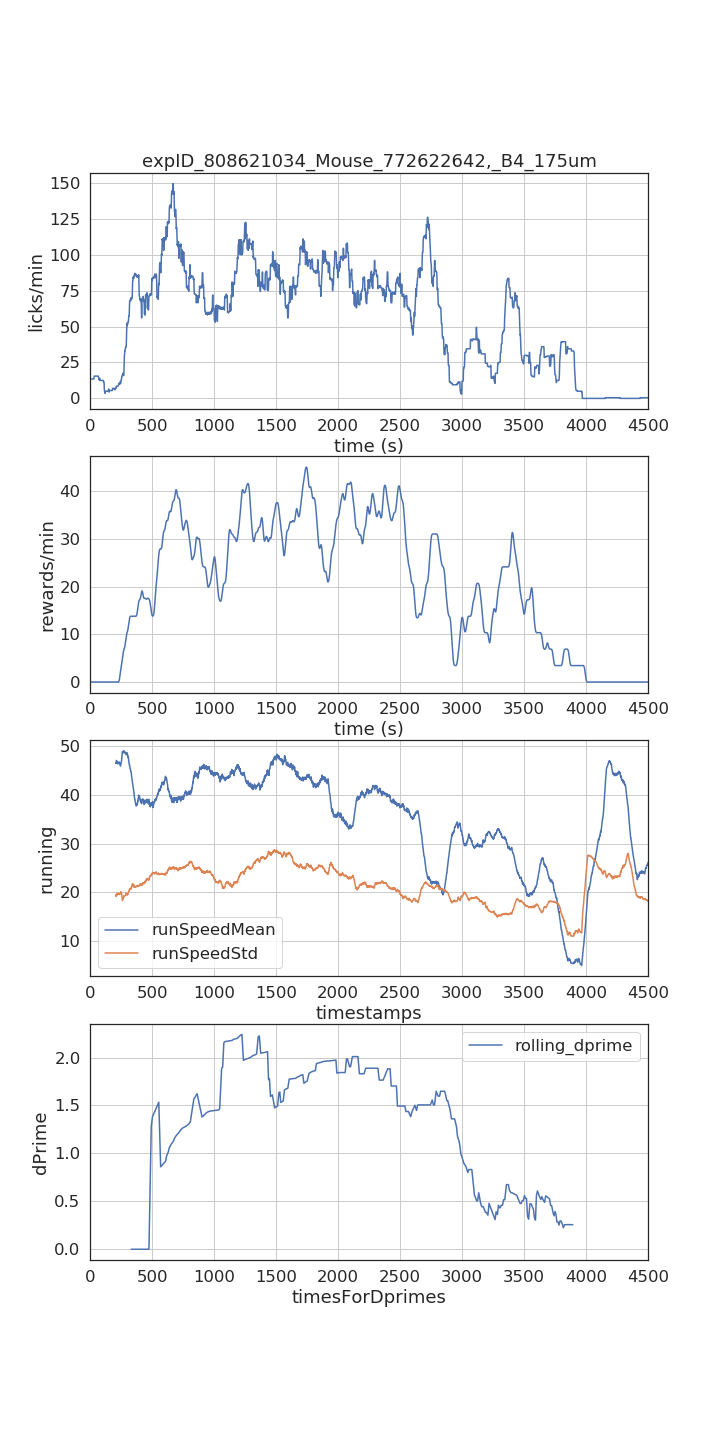 expID_808621034_Mouse_772622642,_B4_175um
150
125
100
75
50
25
0
licks/min
0 500 1000 1500 2000 2500 3000 3500 4000 4500
time (s)
40
30
20
10
0
rewards/min
0 500 1000 1500 2000 2500 3000 3500 4000 4500
time (s)
50
40
30
20
10
running
runSpeedMean
runSpeedStd
0 500 1000 1500 2000 2500 3000 3500 4000 4500
timestamps
2.0
1.5
1.0
0.5
0.0
dPrime
rolling_dprime
0 500 1000 1500 2000 2500 3000 3500 4000 4500
timesForDprimes